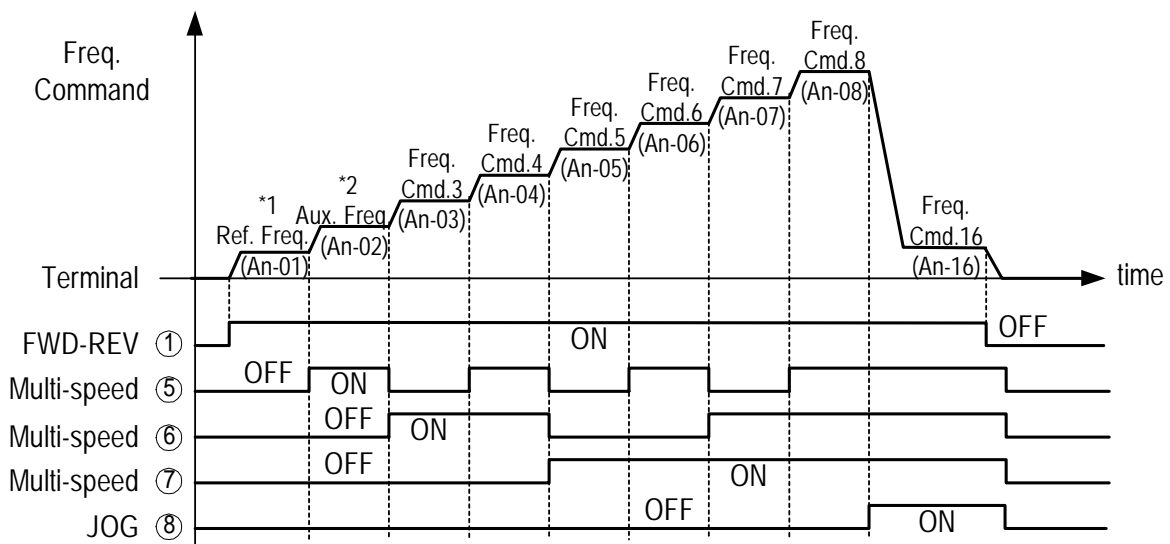 Freq.
Command
*1
Ref. Freq.
(An-01)
*2
Aux. Freq.
(An-02)
Freq.
Cmd.3
(An-03)
Freq.
Cmd.4
(An-04)
Freq.
Cmd.5
(An-05)
Freq.
Cmd.6
(An-06)
Freq.
Cmd.7
(An-07)
Freq.
Cmd.8
(An-08)
Freq.
Cmd.16
(An-16)
Terminal
time
FWD-REV ① ON OFF
Multi-speed ⑤ OFF ON
Multi-speed ⑥ OFF ON
Multi-speed ⑦ OFF ON
JOG ⑧ OFF ON